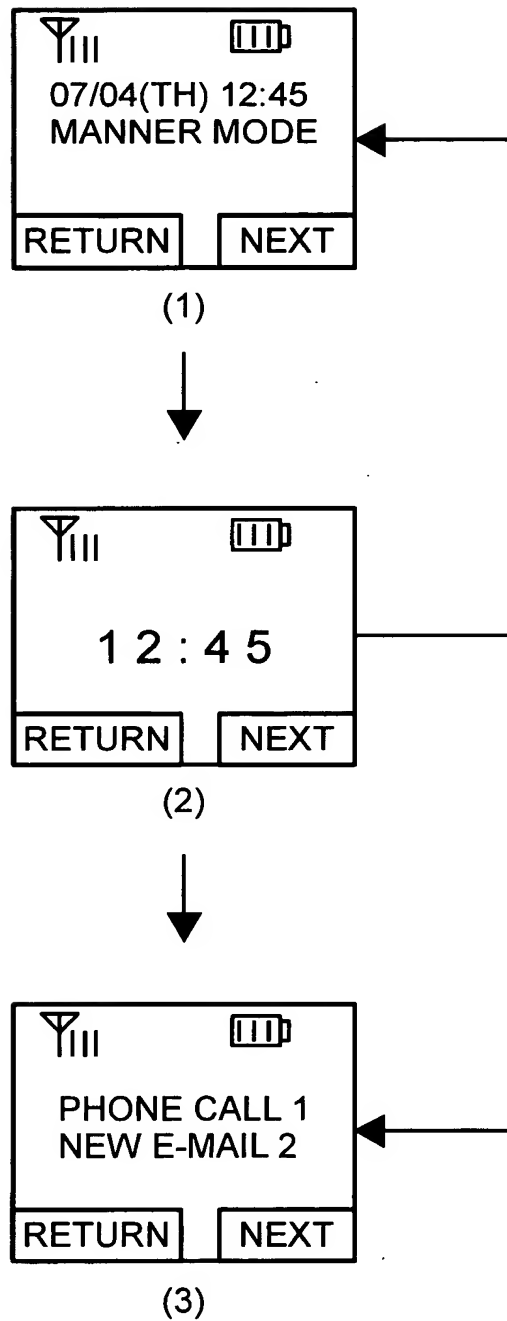 07/04(TH) 12:45
MANNER MODE
RETURN NEXT
(1)
12:45
RETURN NEXT
(2)
PHONE CALL 1
NEW E-MAIL 2
RETURN NEXT
(3)